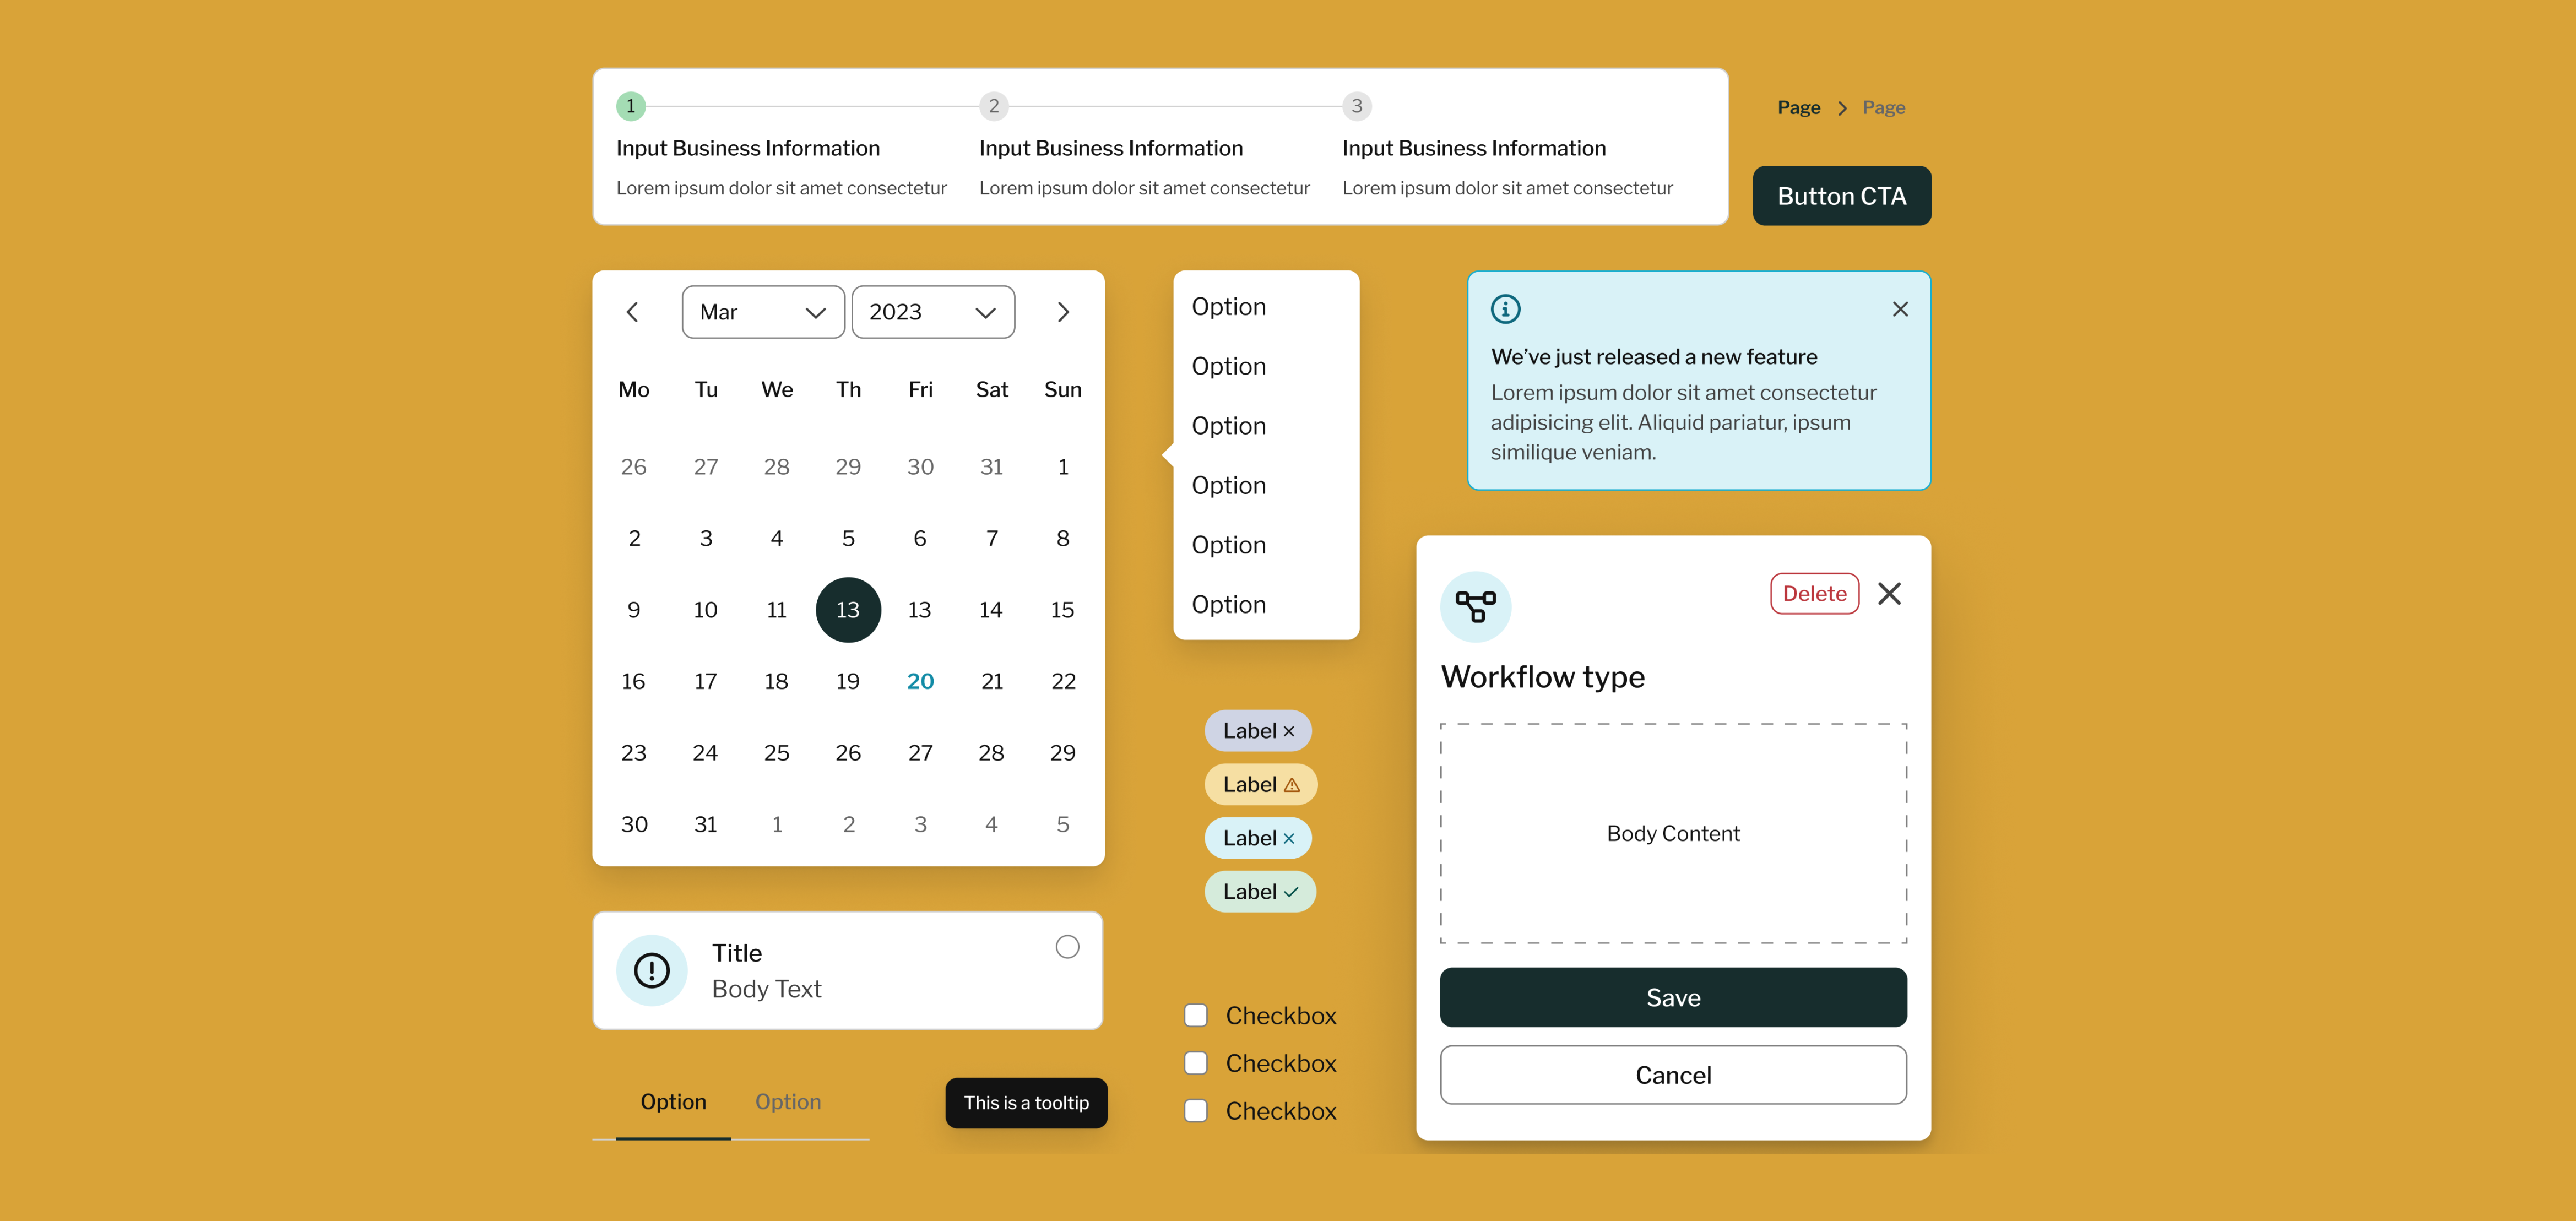 1 2 3
Input Business Information Input Business Information Input Business Information
Lorem ipsum dolor sit amet consectetur Lorem ipsum dolor sit amet consectetur Lorem ipsum dolor sit amet consectetur
Page > Page
Button CTA
Mar 2023
Mo Tu We Th Fri Sat Sun
26 27 28 29 30 31 1
2 3 4 5 6 7 8
9 10 11 13 13 14 15
16 17 18 19 20 21 22
23 24 25 26 27 28 29
30 31 1 2 3 4 5
Option
Option
Option
Option
Option
Option
We’ve just released a new feature
Lorem ipsum dolor sit amet consectetur
adipisicing elit. Aliquid pariatur, ipsum
similique veniam.
Label
Label
Label
Label
Delete
Workflow type
Body Content
Save
Cancel
Title
Body Text
Option Option
This is a tooltip
Checkbox
Checkbox
Checkbox